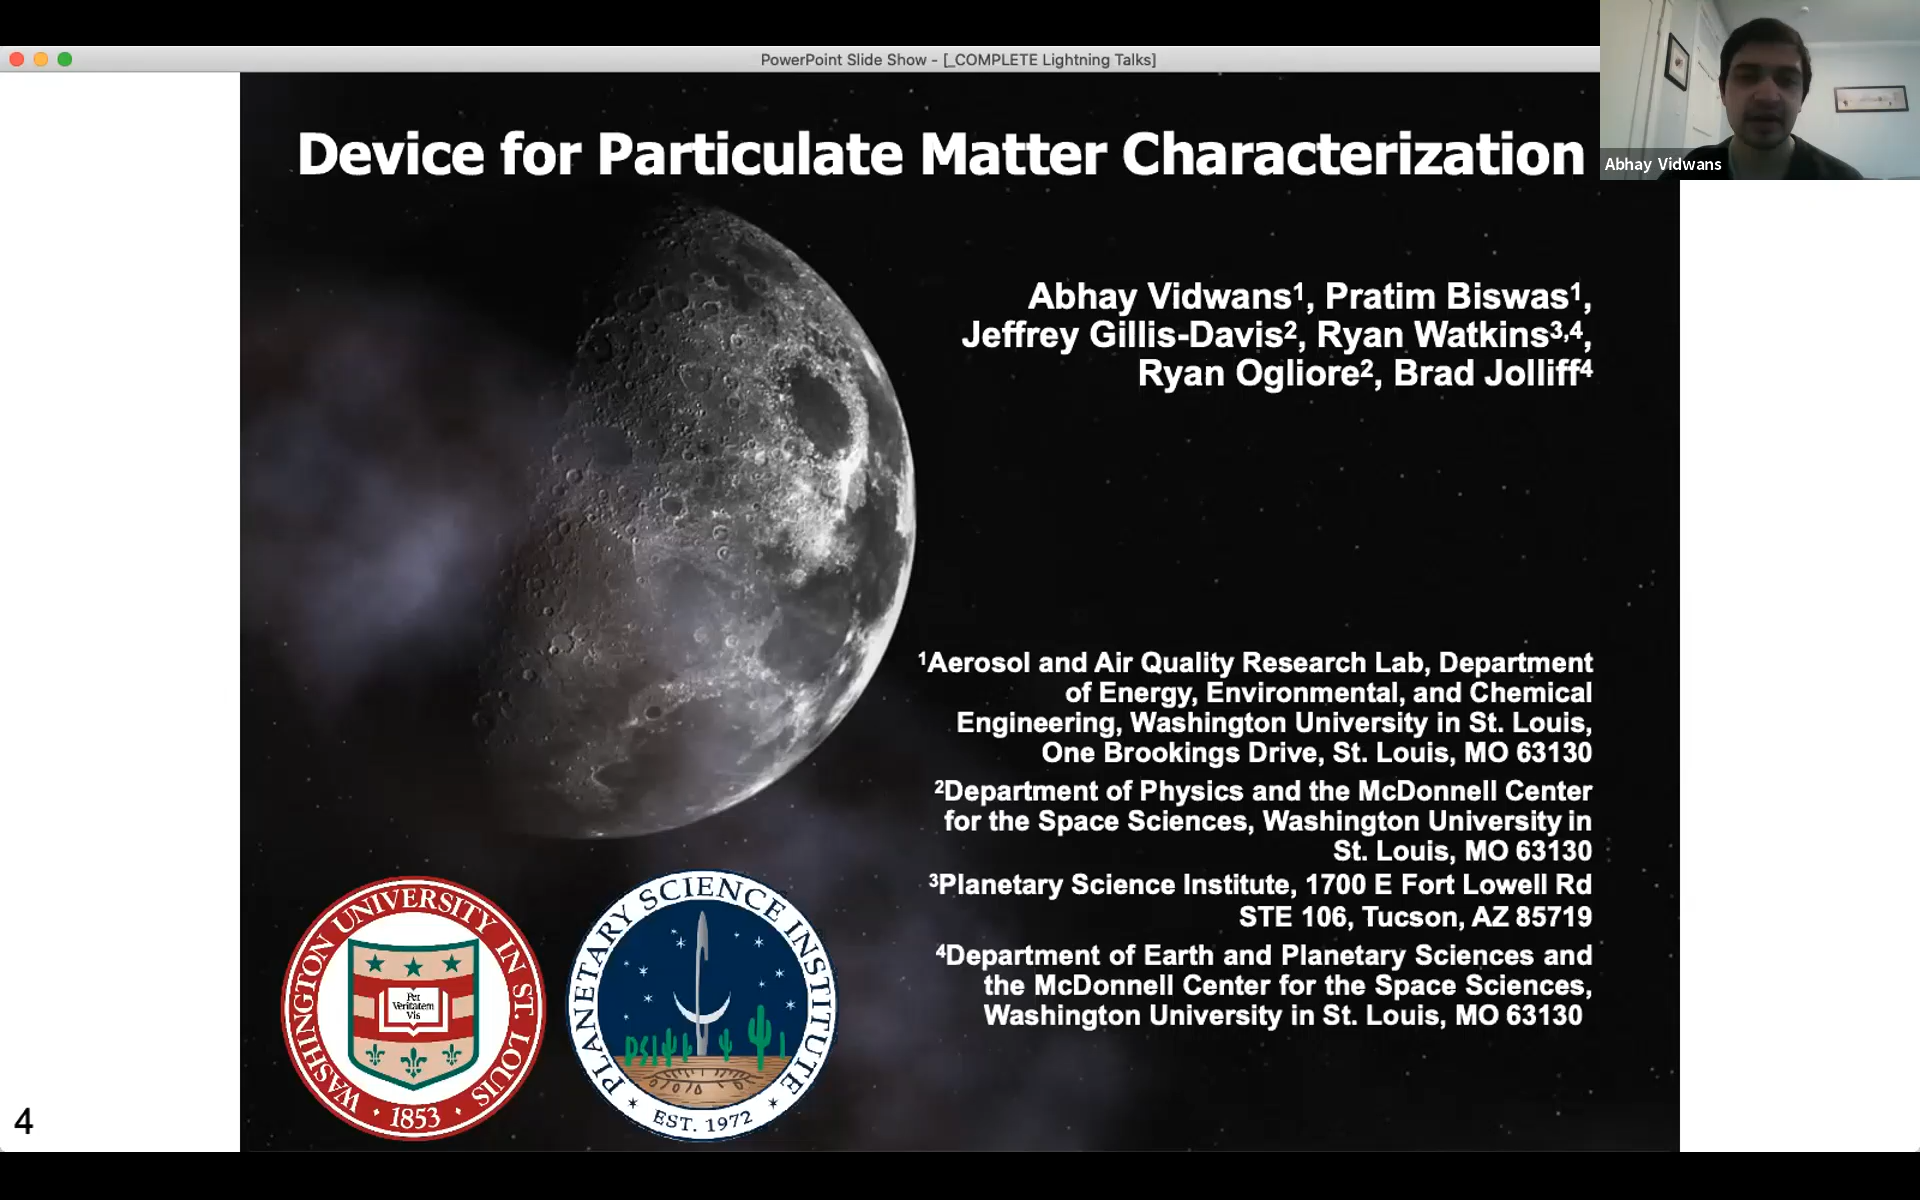 PowerPoint Slide Show - [_COMPLETE Lightning Talks]
Abhay Vidwans
Device for Particulate Matter Characterization
Abhay Vidwans¹, Pratim Biswas¹,
Jeffrey Gillis-Davis², Ryan Watkins³,⁴,
Ryan Ogliore², Brad Jolliff⁴
¹Aerosol and Air Quality Research Lab, Department
of Energy, Environmental, and Chemical
Engineering, Washington University in St. Louis,
One Brookings Drive, St. Louis, MO 63130
²Department of Physics and the McDonnell Center
for the Space Sciences, Washington University in
St. Louis, MO 63130
³Planetary Science Institute, 1700 E Fort Lowell Rd
STE 106, Tucson, AZ 85719
⁴Department of Earth and Planetary Sciences and
the McDonnell Center for the Space Sciences,
Washington University in St. Louis, MO 63130
WASHINGTON UNIVERSITY IN ST. LOUIS
Per
Veritatem
Vis
· 1853 ·
PLANETARY SCIENCE INSTITUTE
PSI
EST. 1972
4